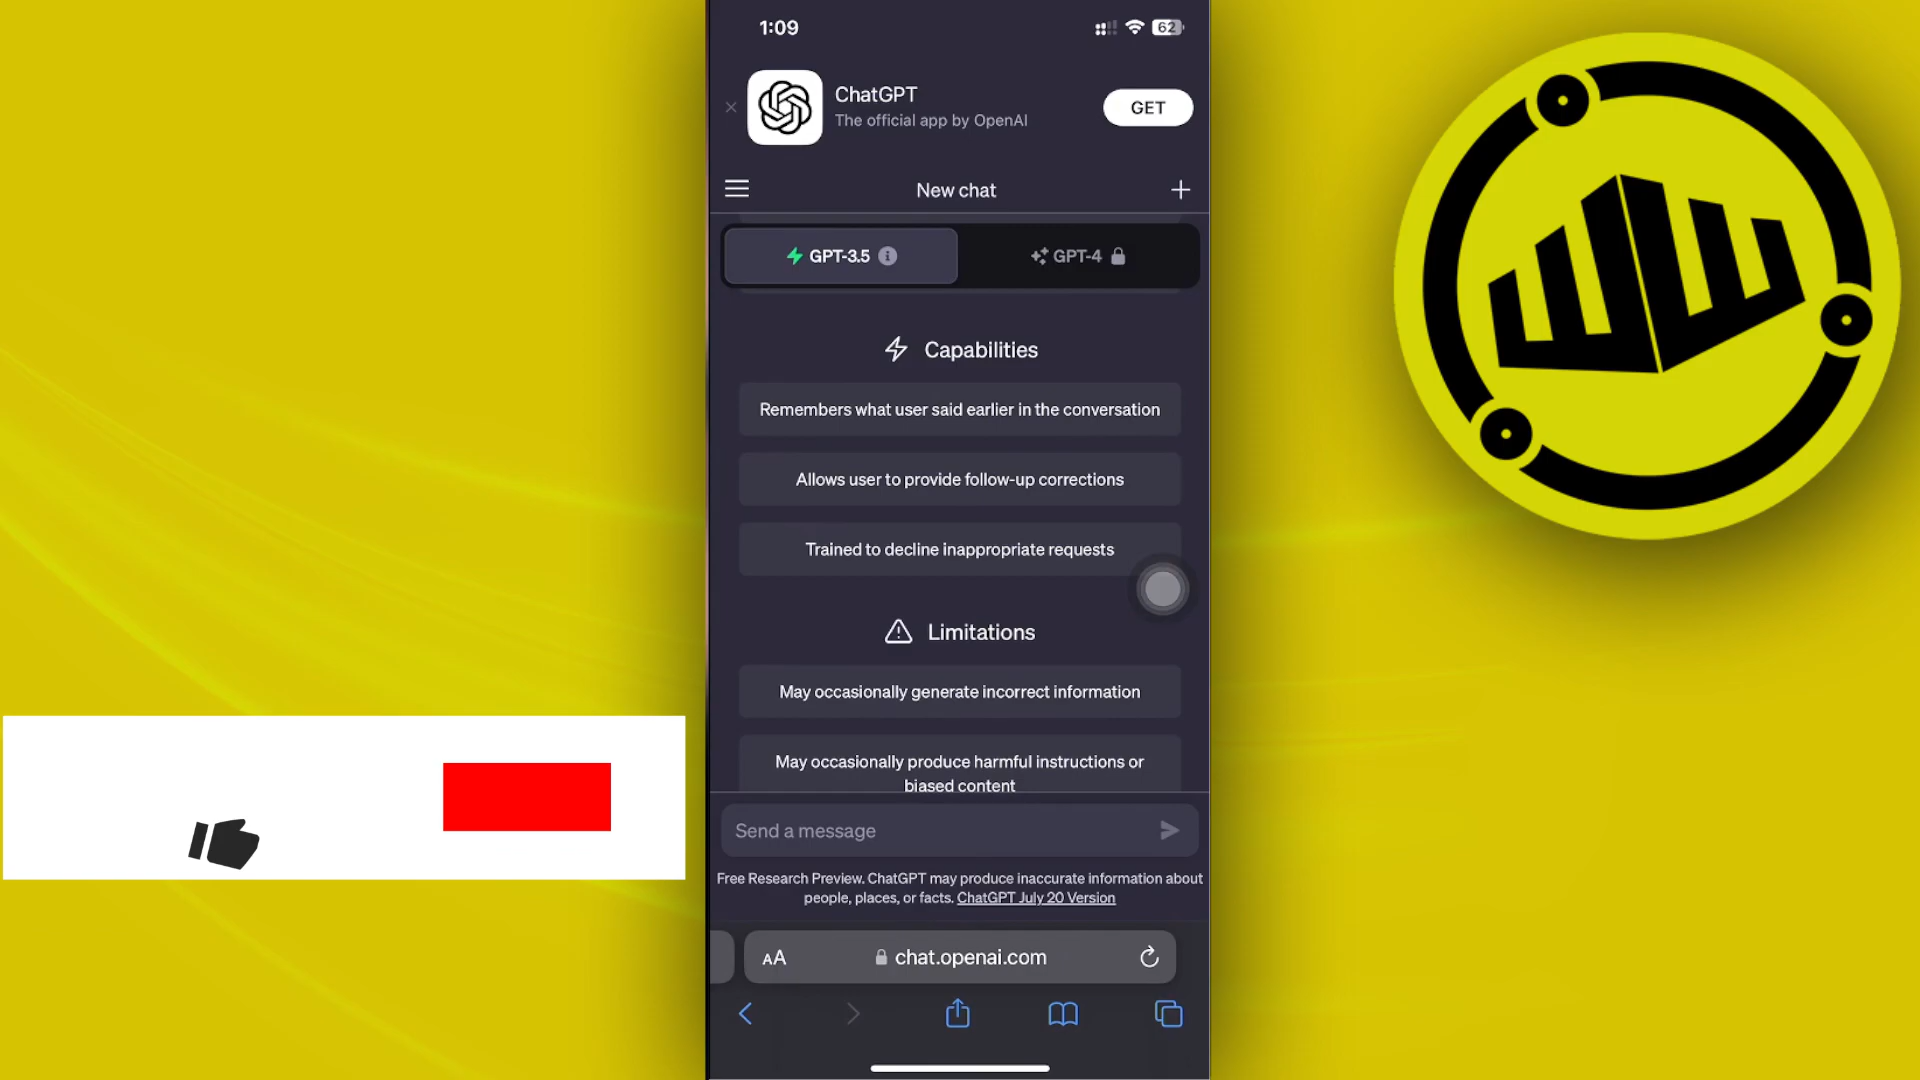 1:09
62
ChatGPT
The official app by OpenAI
GET
New chat
GPT-3.5
GPT-4
Capabilities
Remembers what user said earlier in the conversation
Allows user to provide follow-up corrections
Trained to decline inappropriate requests
Limitations
May occasionally generate incorrect information
May occasionally produce harmful instructions or
biased content
Send a message
Free Research Preview. ChatGPT may produce inaccurate information about
people, places, or facts. ChatGPT July 20 Version
AA
chat.openai.com